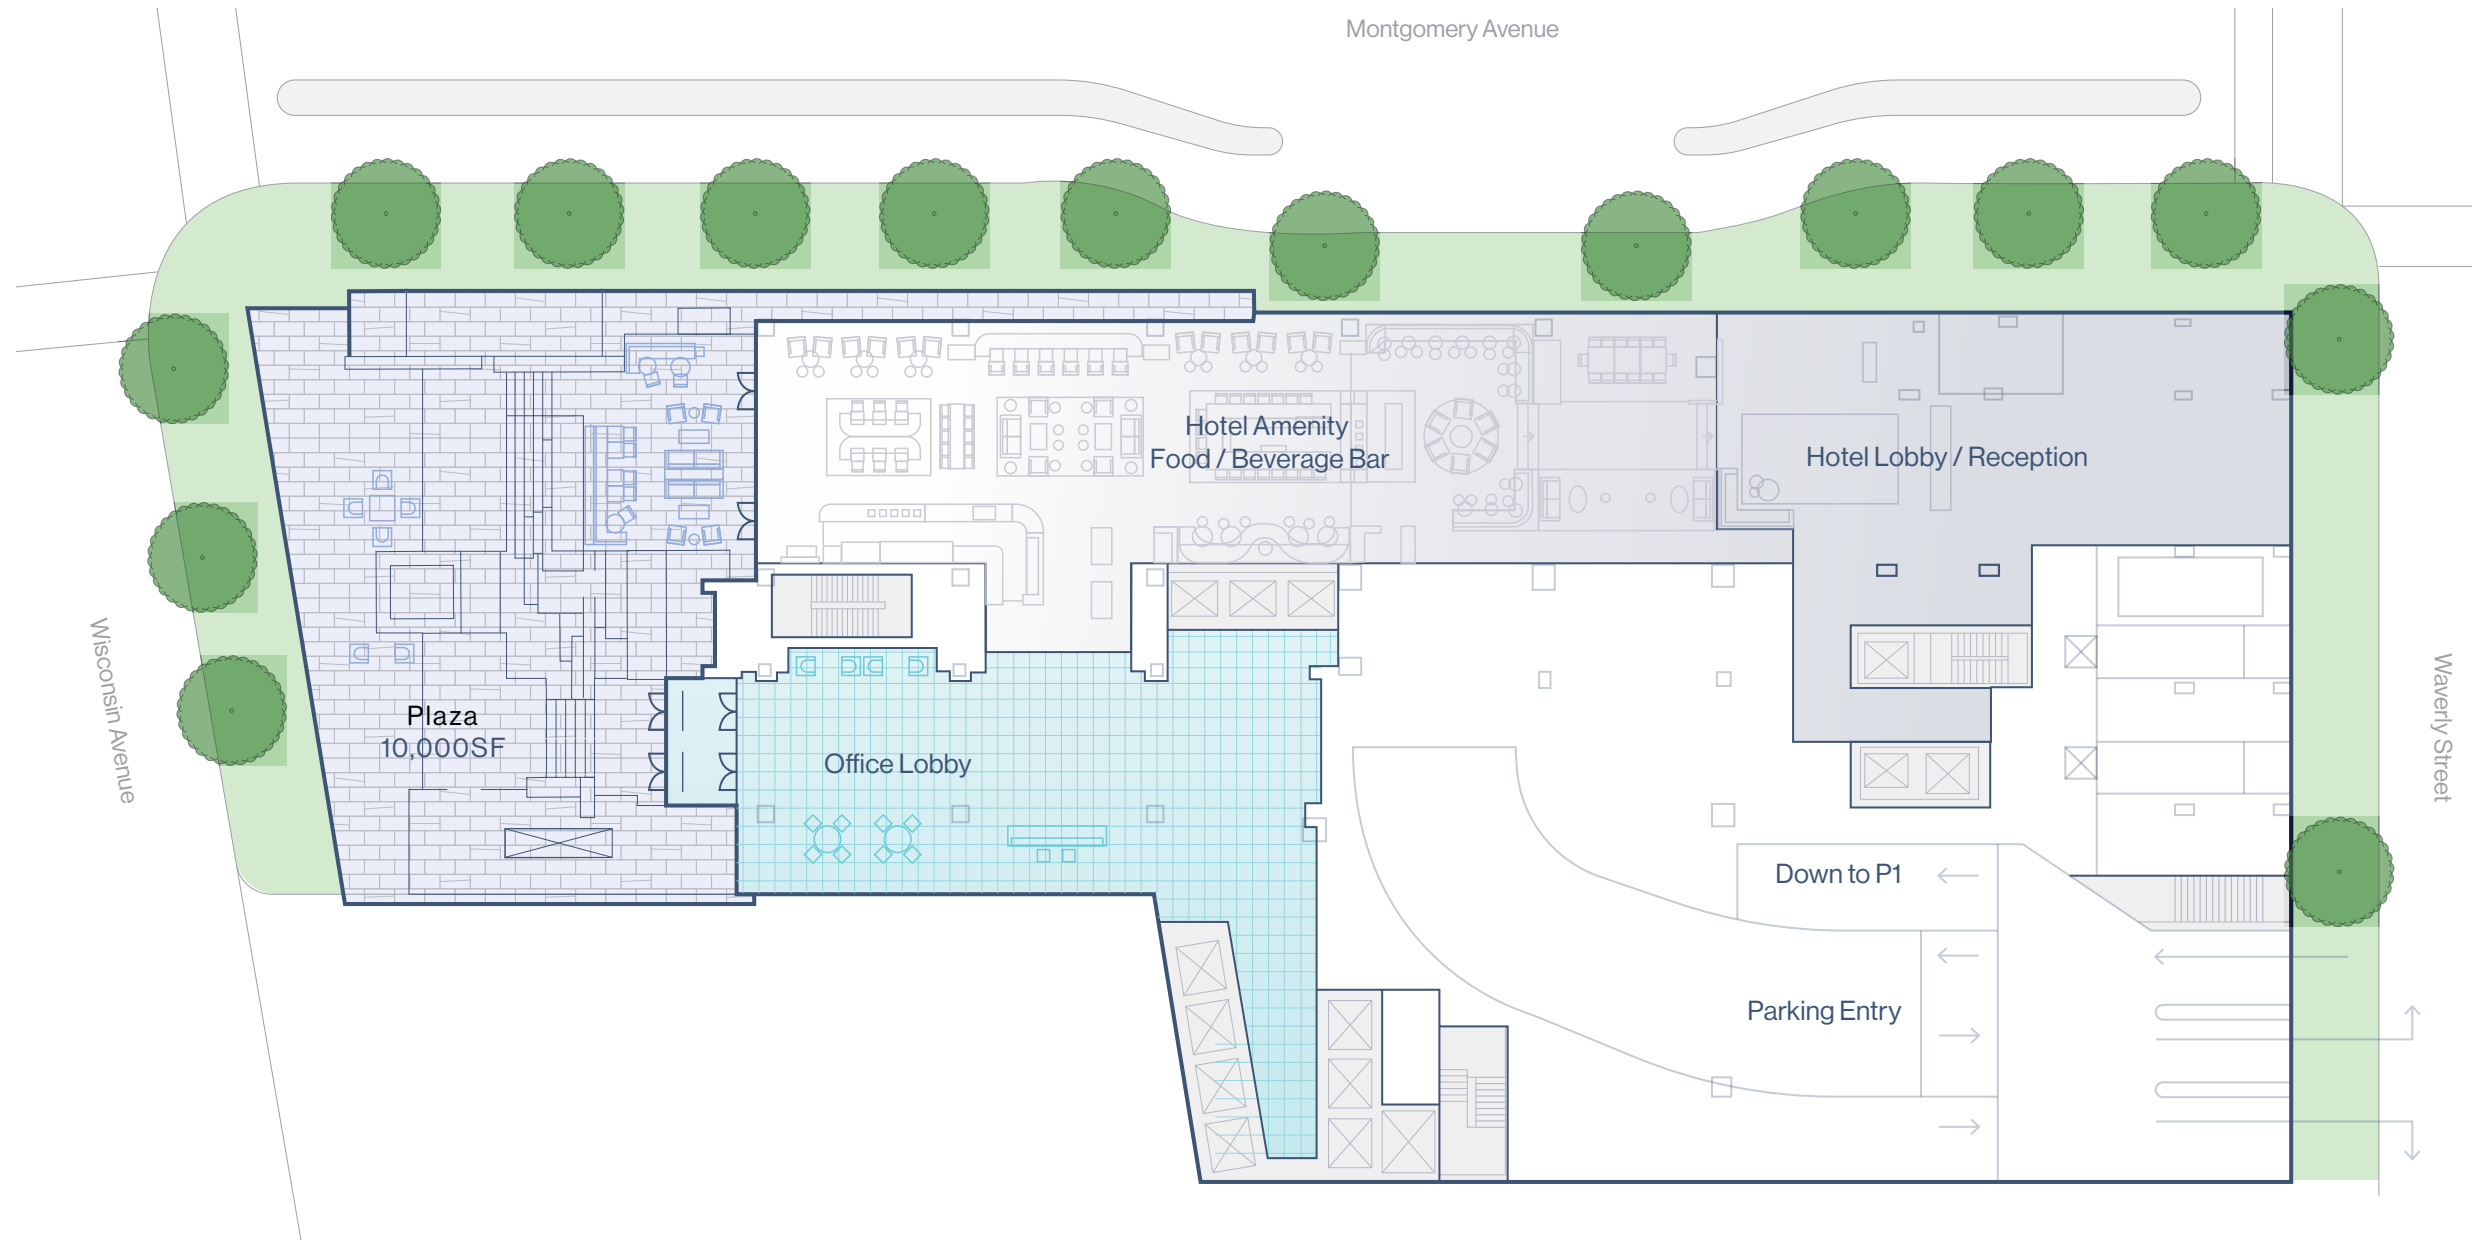 Montgomery Avenue
Hotel Amenity
Food / Beverage Bar
Hotel Lobby / Reception
Wisconsin Avenue
Waverly Street
Plaza
10,000SF
Office Lobby
Down to P1
Parking Entry